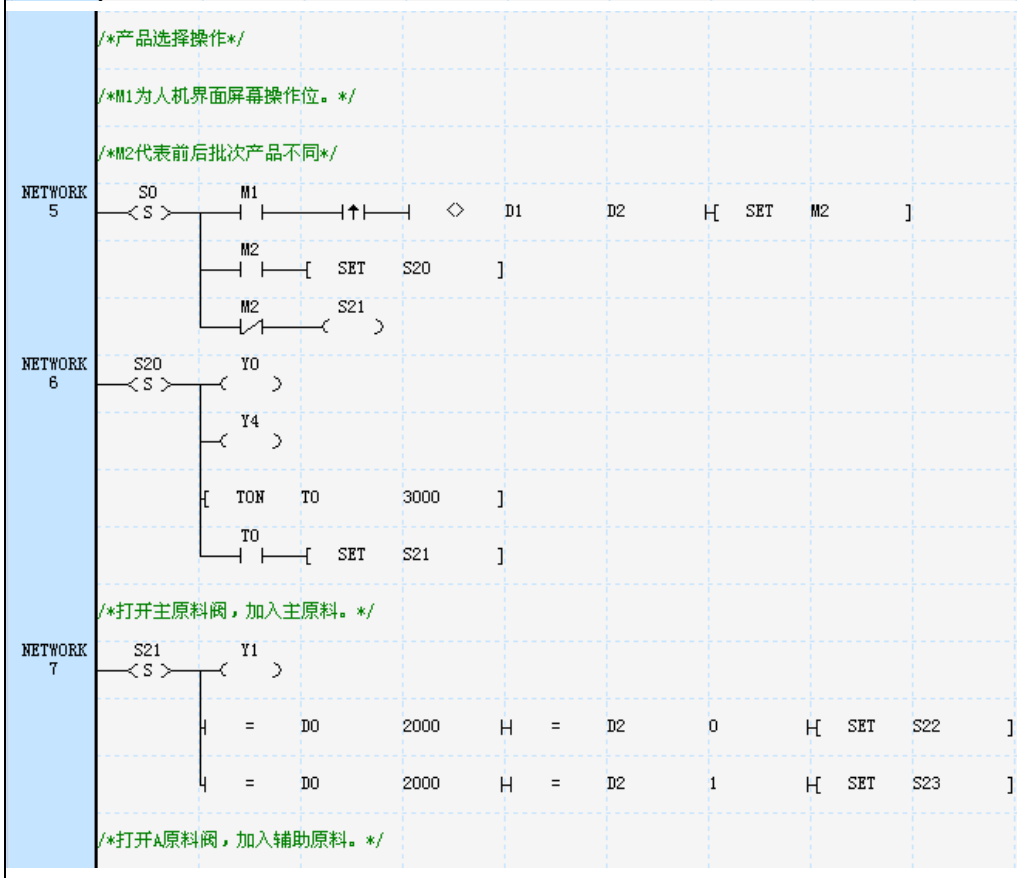 /*产品选择操作*/
/*M1为人机界面屏幕操作位。*/
/*M2代表前后批次产品不同*/
NETWORK 5 S0 S M1 ↑ <> D1 D2 [ SET M2 ]
M2 [ SET S20 ]
M2 S21 ( )
NETWORK 6 S20 S Y0 ( )
Y4 ( )
[ TON T0 3000 ]
T0 [ SET S21 ]
/*打开主原料阀，加入主原料。*/
NETWORK 7 S21 S Y1 ( )
= D0 2000 = D2 0 [ SET S22 ]
= D0 2000 = D2 1 [ SET S23 ]
/*打开A原料阀，加入辅助原料。*/